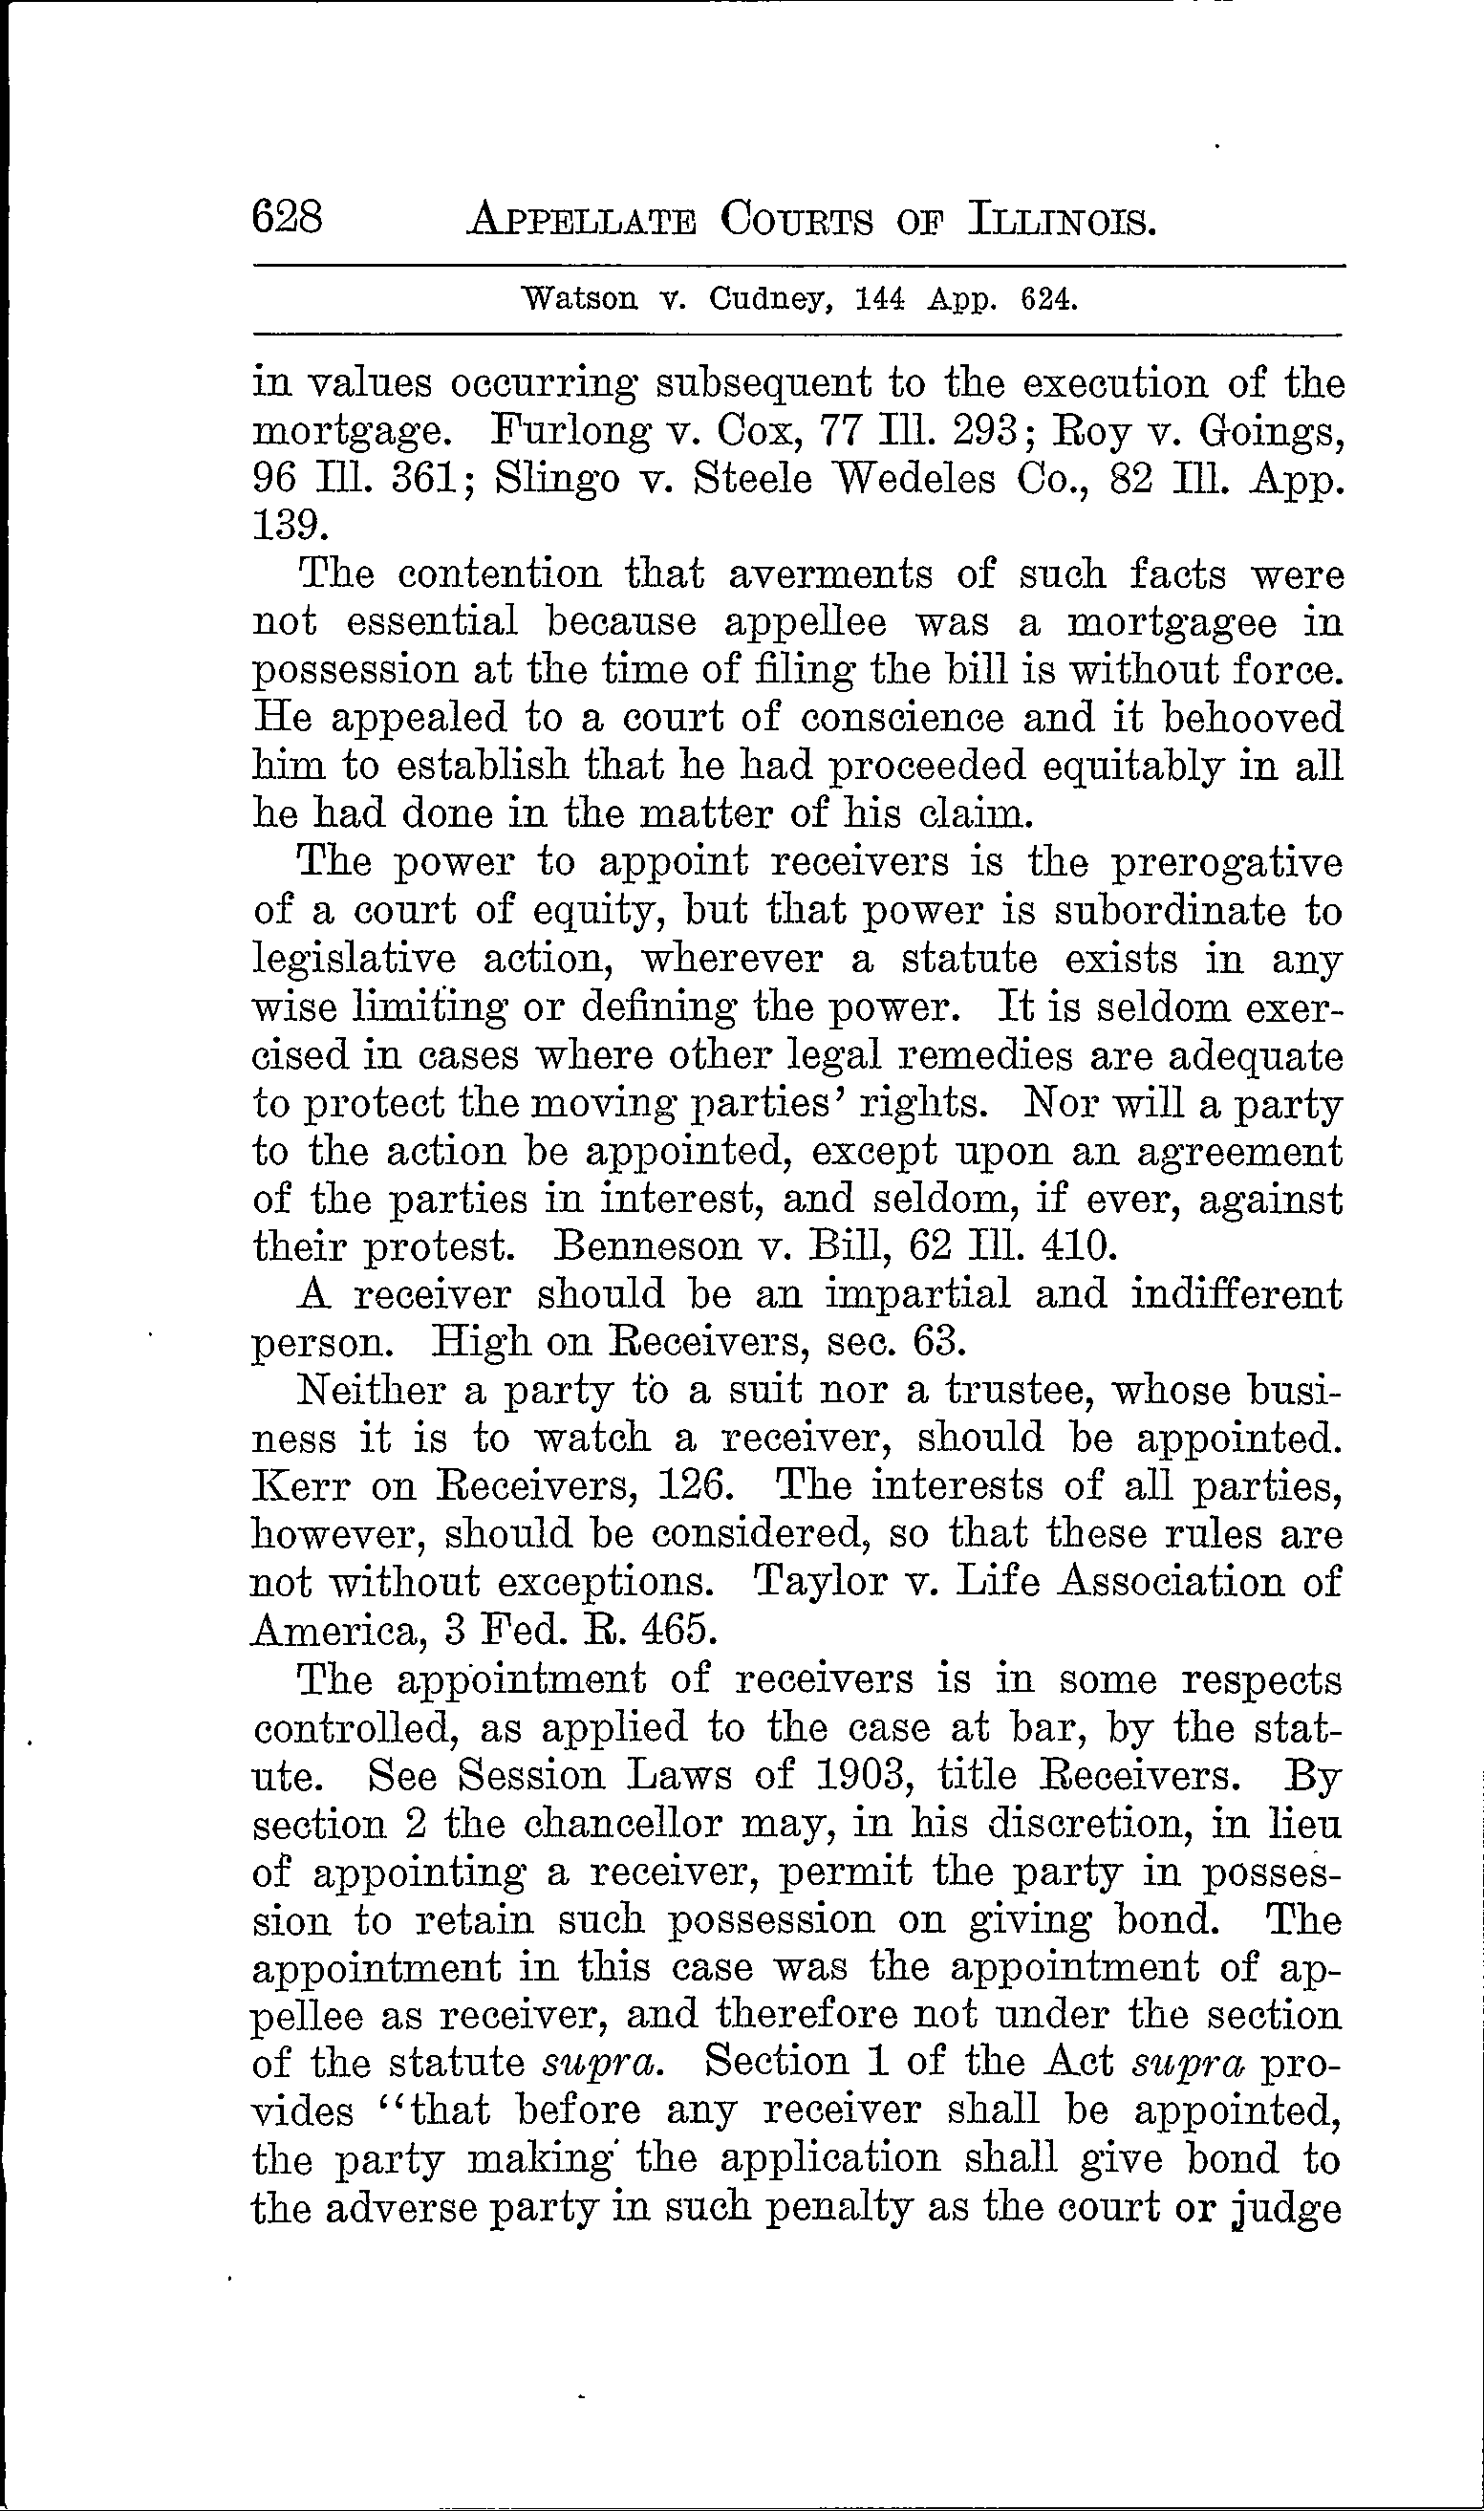 628 APPELLATE COURTS OF ILLINOIS.
Watson v. Cudney, 144 App. 624.
in values occurring subsequent to the execution of the
mortgage. Furlong v. Cox, 77 Ill. 293; Roy v. Goings,
96 Ill. 361; Slingo v. Steele Wedeles Co., 82 Ill. App.
139.
The contention that averments of such facts were
not essential because appellee was a mortgagee in
possession at the time of filing the bill is without force.
He appealed to a court of conscience and it behooved
him to establish that he had proceeded equitably in all
he had done in the matter of his claim.
The power to appoint receivers is the prerogative
of a court of equity, but that power is subordinate to
legislative action, wherever a statute exists in any
wise limiting or defining the power. It is seldom exer-
cised in cases where other legal remedies are adequate
to protect the moving parties' rights. Nor will a party
to the action be appointed, except upon an agreement
of the parties in interest, and seldom, if ever, against
their protest. Benneson v. Bill, 62 Ill. 410.
A receiver should be an impartial and indifferent
person. High on Receivers, sec. 63.
Neither a party to a suit nor a trustee, whose busi-
ness it is to watch a receiver, should be appointed.
Kerr on Receivers, 126. The interests of all parties,
however, should be considered, so that these rules are
not without exceptions. Taylor v. Life Association of
America, 3 Fed. R. 465.
The appointment of receivers is in some respects
controlled, as applied to the case at bar, by the stat-
ute. See Session Laws of 1903, title Receivers. By
section 2 the chancellor may, in his discretion, in lieu
of appointing a receiver, permit the party in posses-
sion to retain such possession on giving bond. The
appointment in this case was the appointment of ap-
pellee as receiver, and therefore not under the section
of the statute supra. Section 1 of the Act supra pro-
vides "that before any receiver shall be appointed,
the party making the application shall give bond to
the adverse party in such penalty as the court or judge